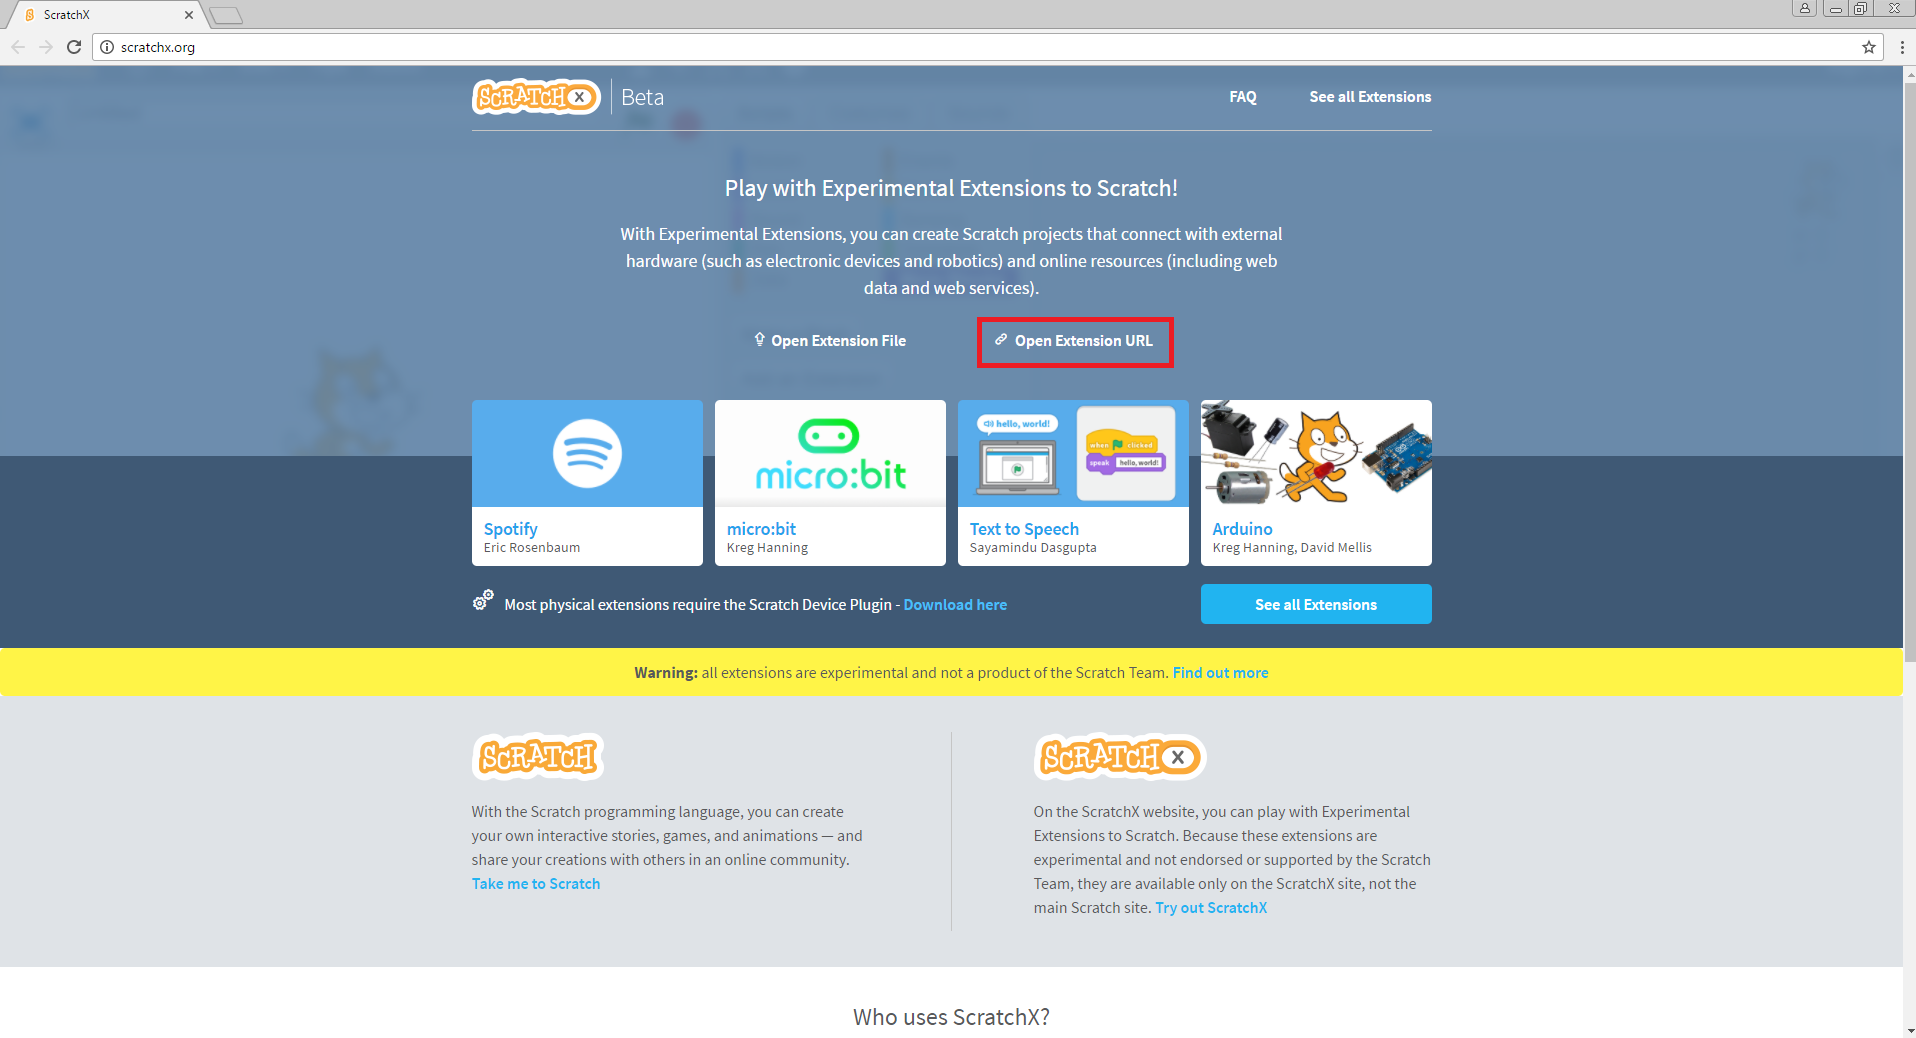 ScratchX
scratchx.org
SCRATCH X
Beta
FAQ
See all Extensions
Play with Experimental Extensions to Scratch!
With Experimental Extensions, you can create Scratch projects that connect with external
hardware (such as electronic devices and robotics) and online resources (including web
data and web services).
Open Extension File
Open Extension URL
micro:bit
hello, world!
when clicked
speak hello, world!
Spotify
Eric Rosenbaum
micro:bit
Kreg Hanning
Text to Speech
Sayamindu Dasgupta
Arduino
Kreg Hanning, David Mellis
Most physical extensions require the Scratch Device Plugin - Download here
See all Extensions
Warning: all extensions are experimental and not a product of the Scratch Team. Find out more
SCRATCH
With the Scratch programming language, you can create
your own interactive stories, games, and animations — and
share your creations with others in an online community.
Take me to Scratch
SCRATCH X
On the ScratchX website, you can play with Experimental
Extensions to Scratch. Because these extensions are
experimental and not endorsed or supported by the Scratch
Team, they are available only on the ScratchX site, not the
main Scratch site. Try out ScratchX
Who uses ScratchX?